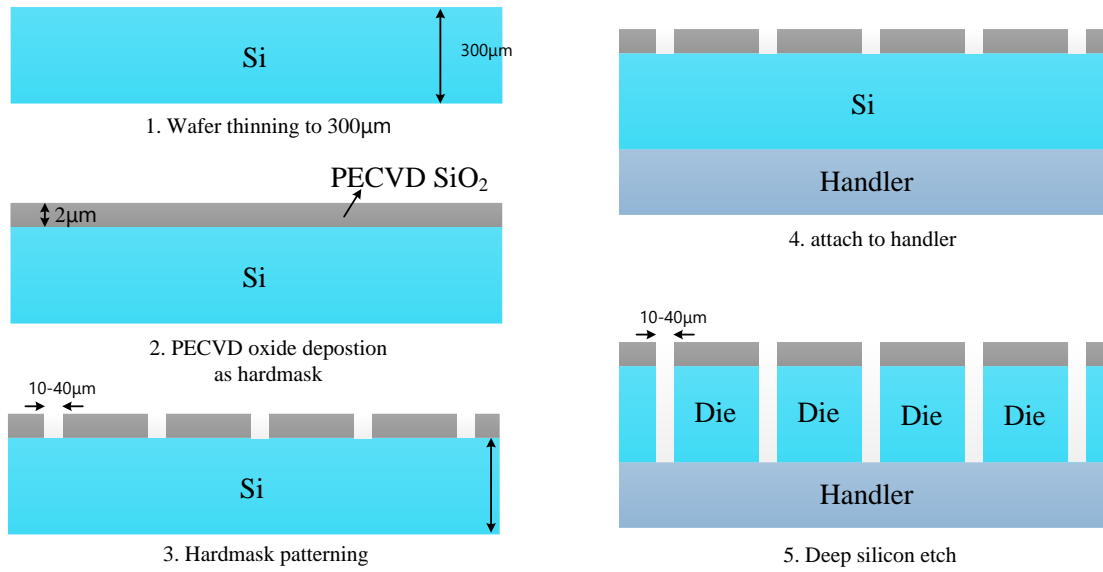 Si
300μm
1. Wafer thinning to 300μm
PECVD SiO₂
2μm
Si
2. PECVD oxide depostion
as hardmask
10-40μm
Si
3. Hardmask patterning
Si
Handler
4. attach to handler
10-40μm
Die
Die
Die
Die
Handler
5. Deep silicon etch